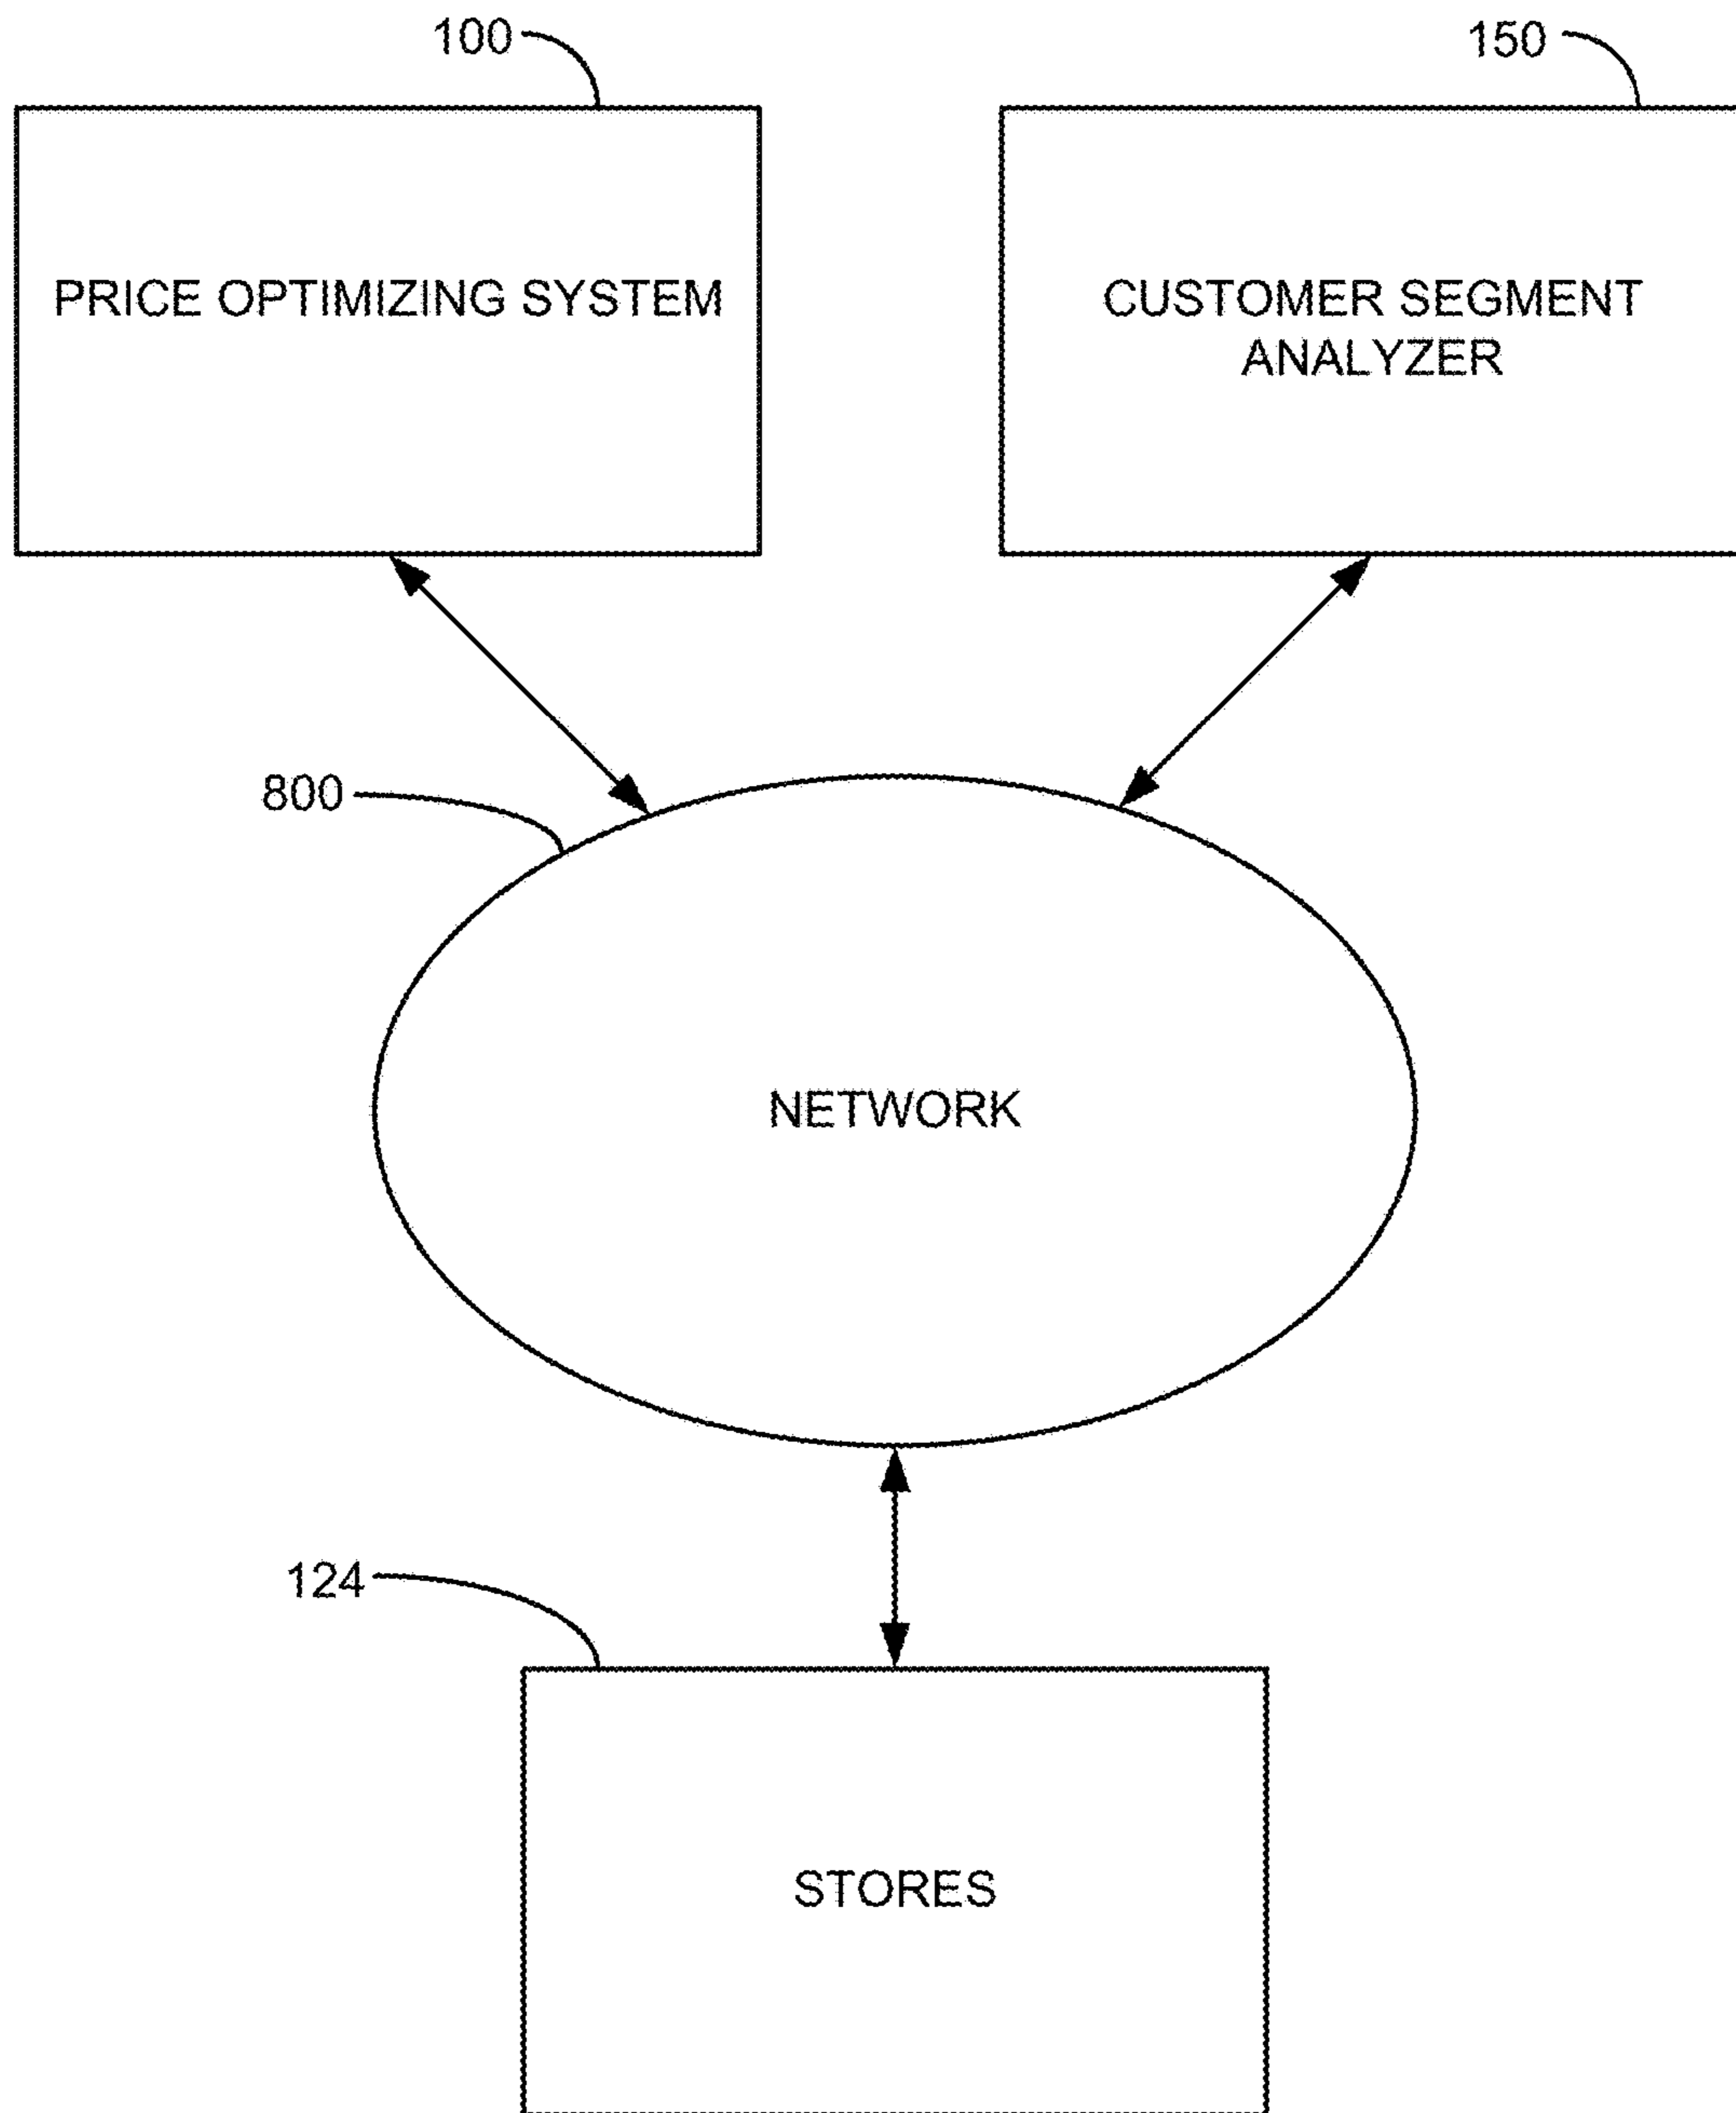 100
150
PRICE OPTIMIZING SYSTEM
CUSTOMER SEGMENT
ANALYZER
800
NETWORK
124
STORES